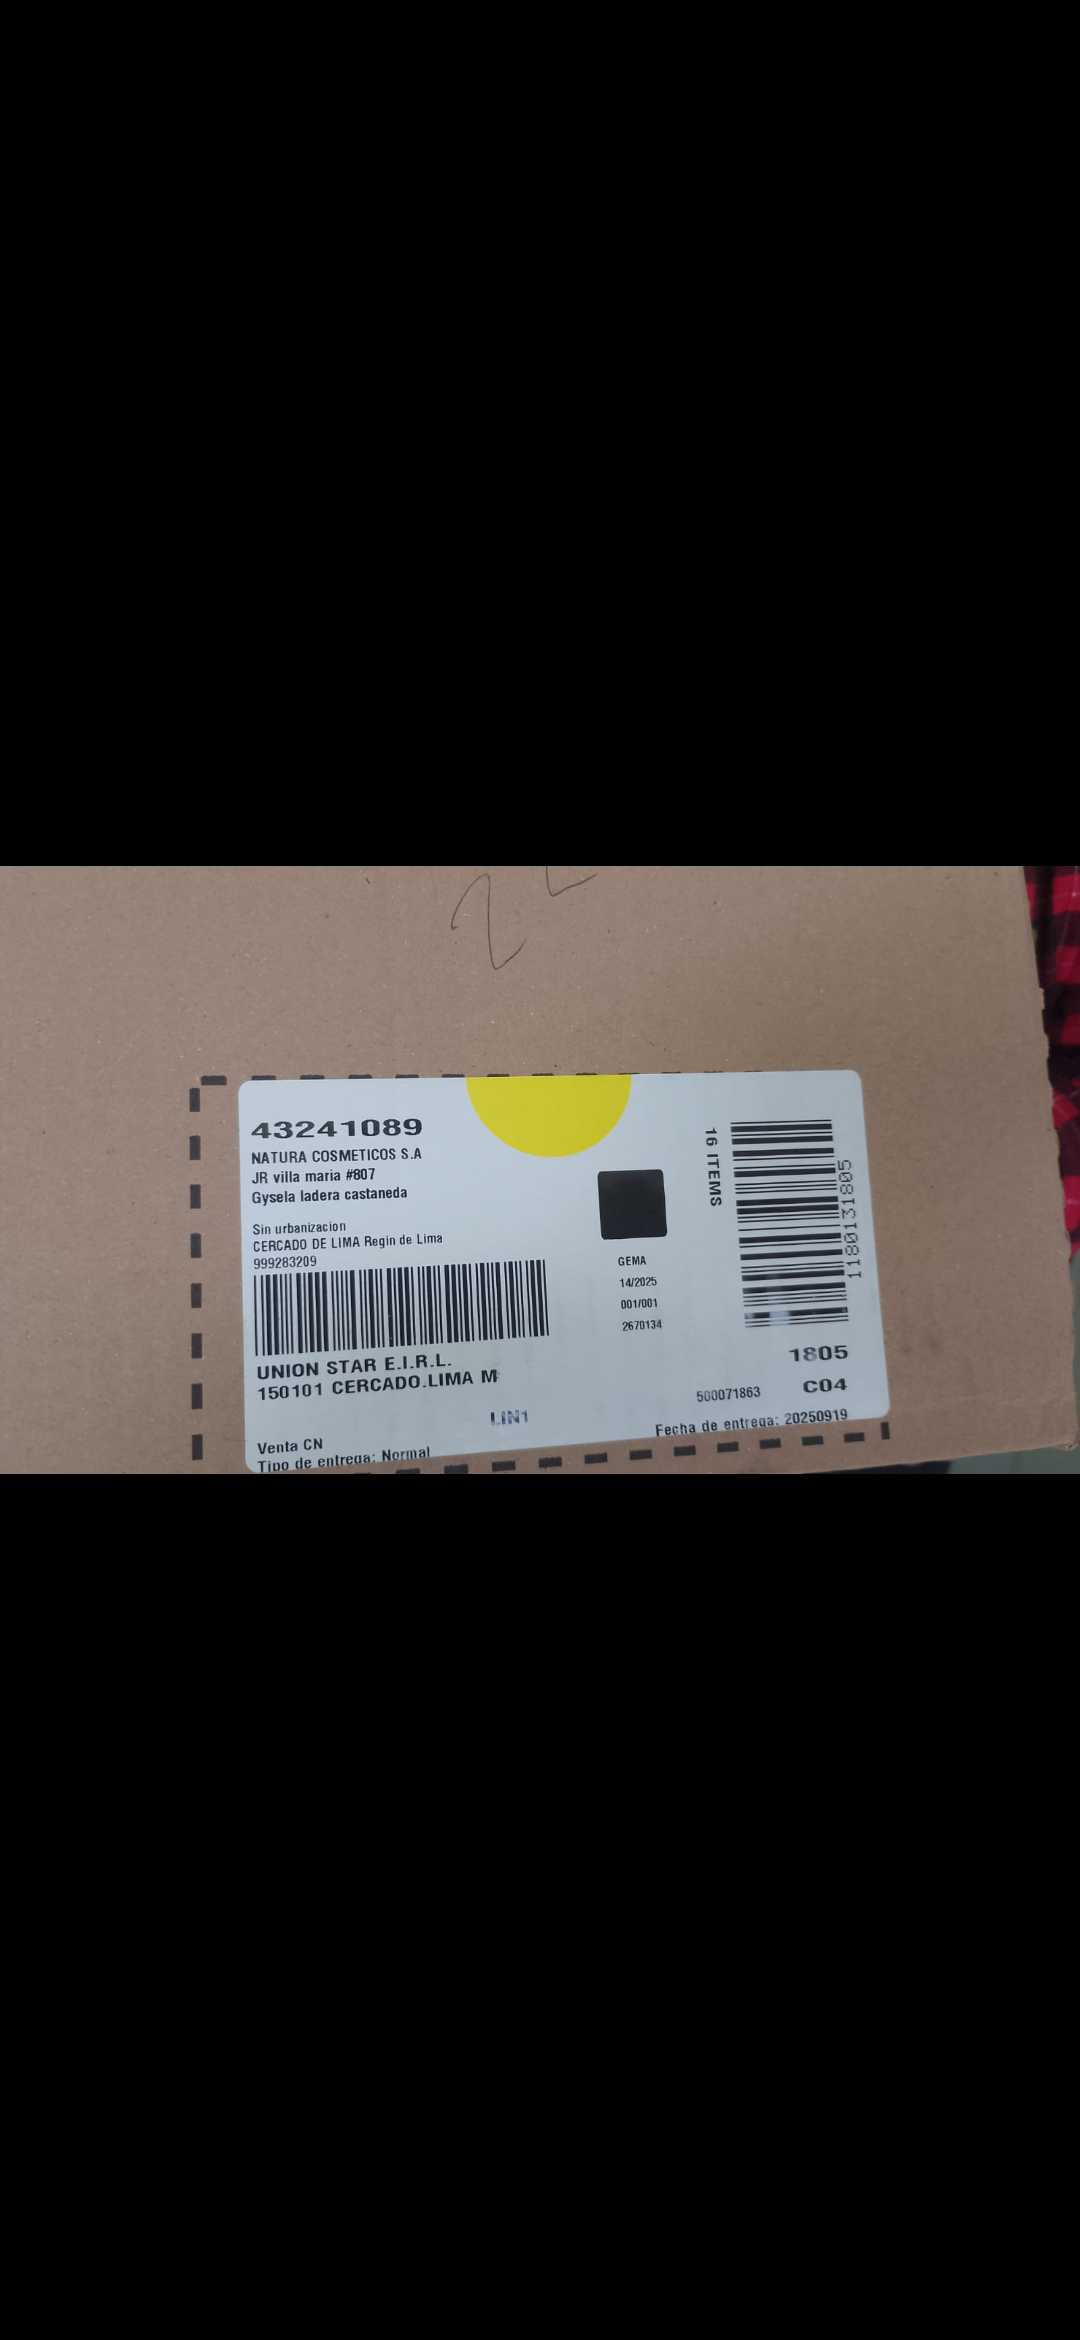 43241089
NATURA COSMETICOS S.A
JR villa maria #807
Gysela ladera castaneda
Sin urbanizacion
CERCADO DE LIMA Regin de Lima
999283209
UNION STAR E.I.R.L.
150101 CERCADO.LIMA M
LIN1
Venta CN
Tipo de entrega: Normal
GEMA
14/2025
001/001
2670134
16 ITEMS
1180131805
1805
500071863 C04
Fecha de entrega: 20250919